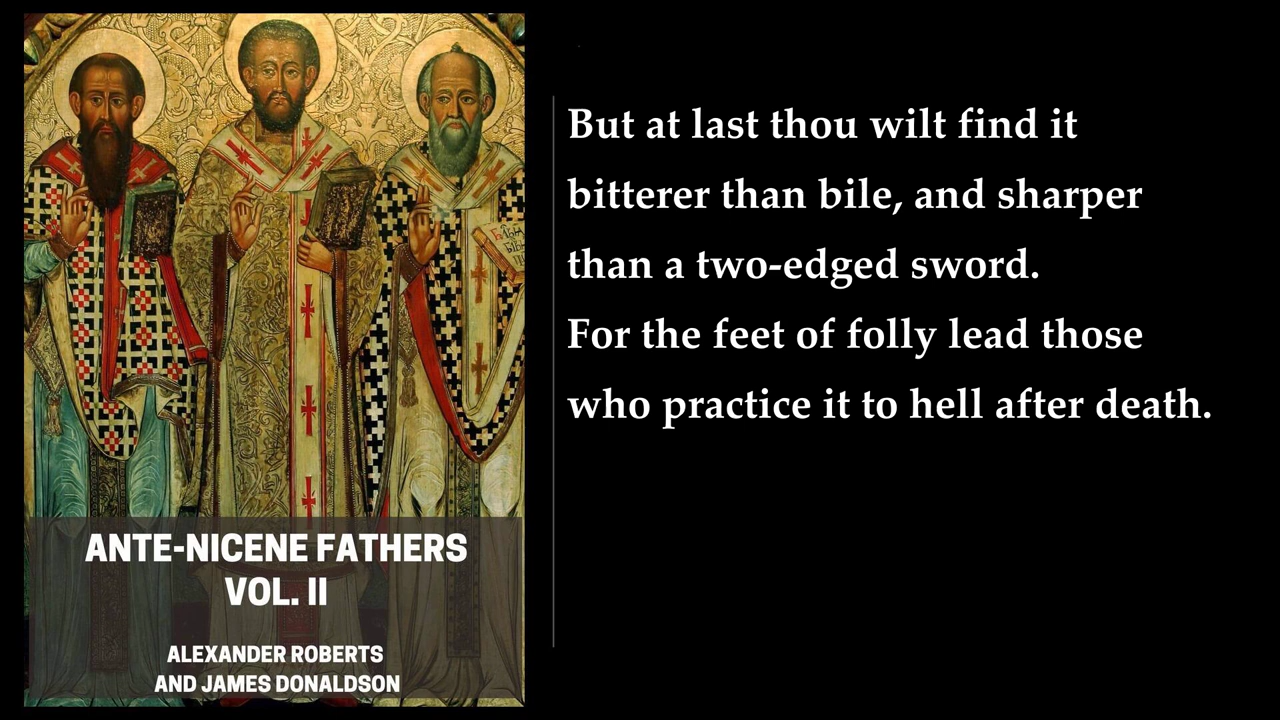 But at last thou wilt find it
bitterer than bile, and sharper
than a two-edged sword.
For the feet of folly lead those
who practice it to hell after death.
ANTE-NICENE FATHERS
VOL. II
ALEXANDER ROBERTS
AND JAMES DONALDSON